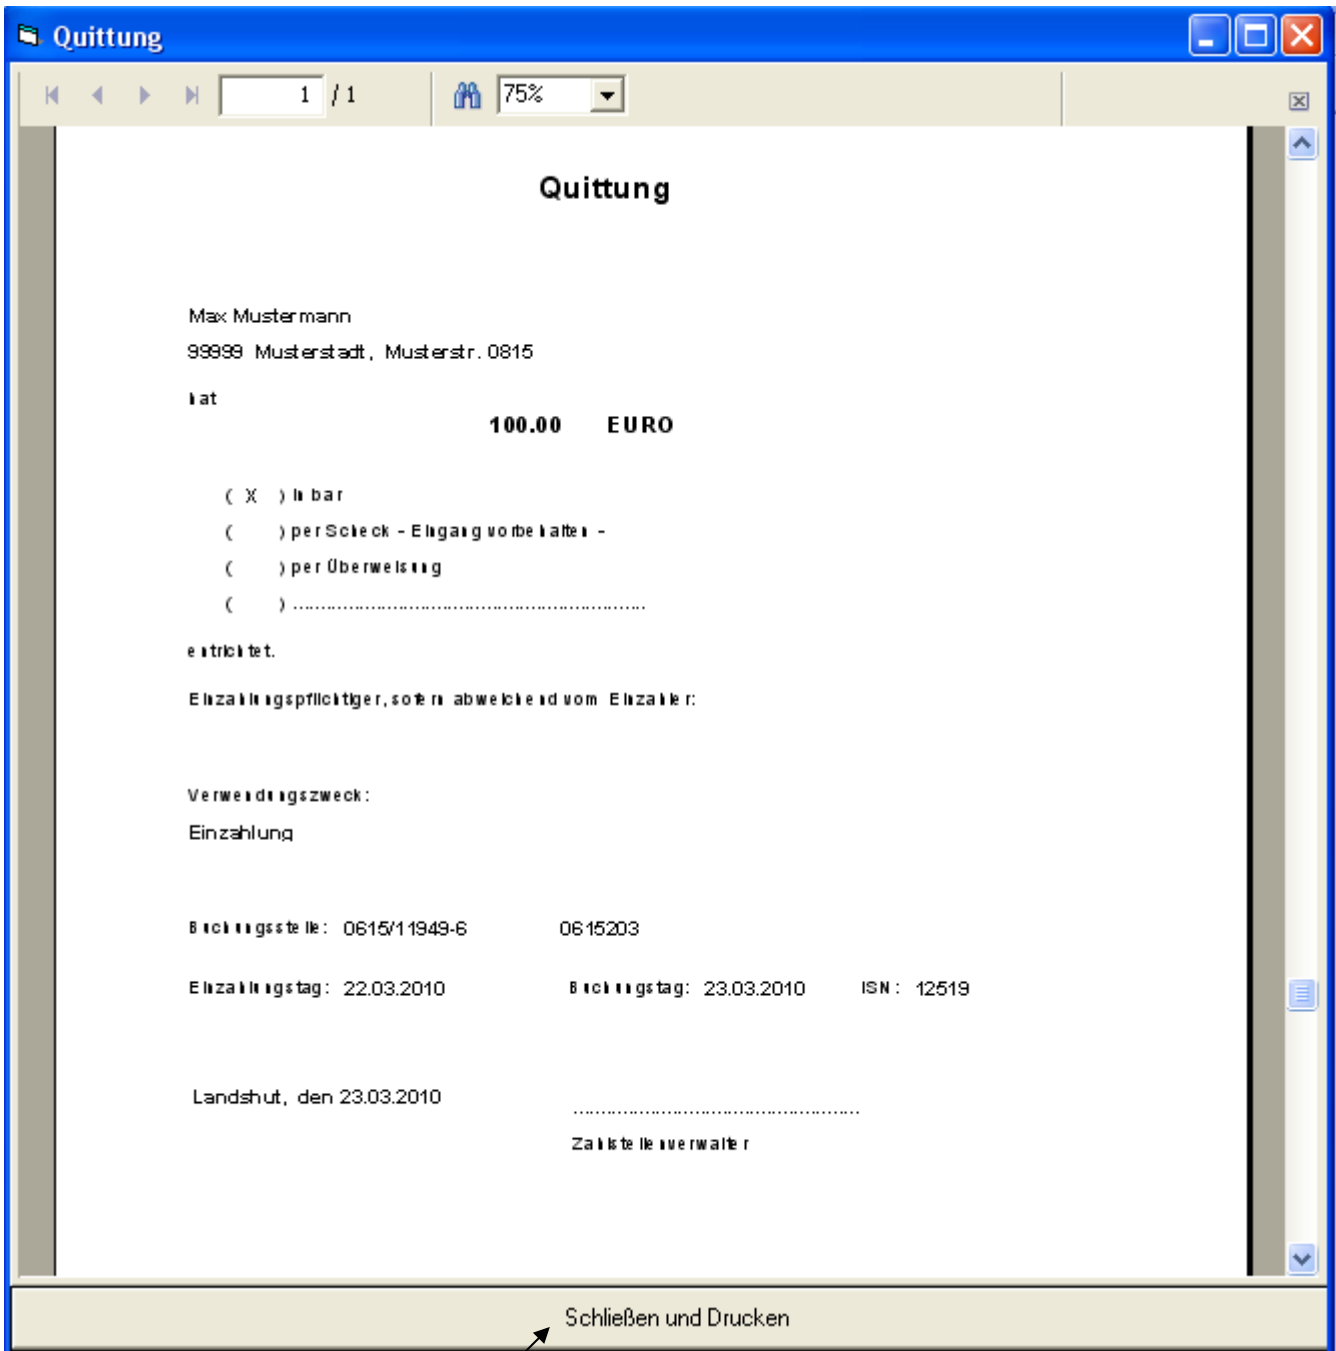 Quittung
1 / 1 75%
Quittung
Max Mustermann
99999 Musterstadt, Musterstr. 0815
hat
100.00 EURO
( X ) in bar
( ) per Scheck - Eingang vorbehalten -
( ) per Überweisung
( ) ................................................................
entrichtet.
Einzahlungspflichtiger, sofern abweichend vom Einzahler:
Verwendungszweck:
Einzahlung
Buchungsstelle: 0615/11949-6 0615203
Einzahlungstag: 22.03.2010 Buchungstag: 23.03.2010 ISN: 12519
Landshut, den 23.03.2010 ....................................................
Zahlstellenverwalter
Schließen und Drucken